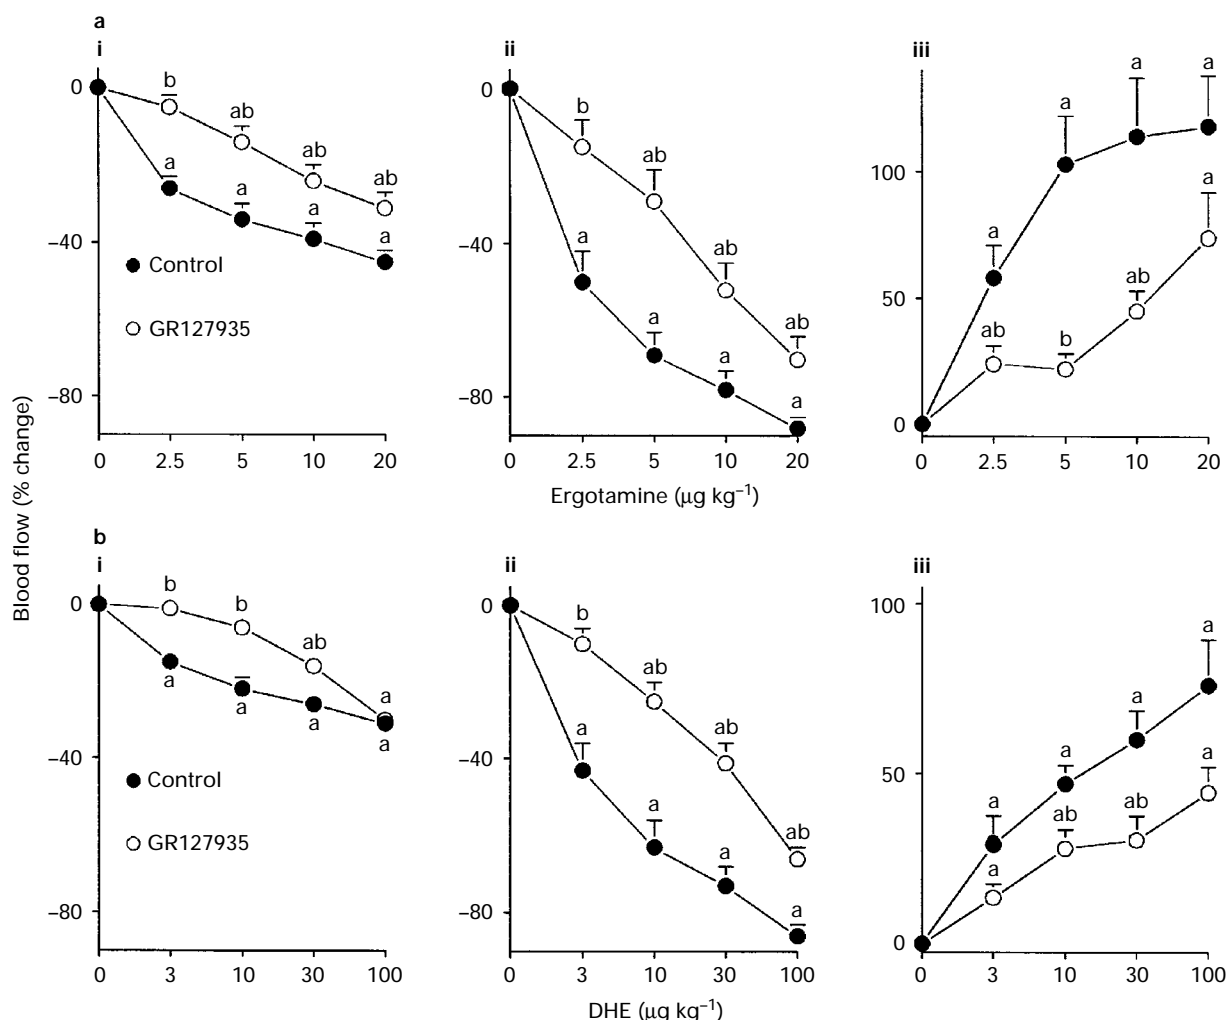 a
i
ii
iii
b
a
ab
a
ab
a
ab
a
0
–40
–80
Control
GR127935
0 2.5 5 10 20
b
a
ab
a
ab
a
ab
a
0
–40
–80
0 2.5 5 10 20
Ergotamine (μg kg–1)
a
ab
a
b
a
ab
a
a
100
50
0
0 2.5 5 10 20
Blood flow (% change)
b
i
ii
iii
b
a
b
a
ab
a
a
a
0
–40
–80
Control
GR127935
0 3 10 30 100
b
a
ab
a
ab
a
ab
a
0
–40
–80
0 3 10 30 100
DHE (μg kg–1)
a
a
a
ab
a
ab
a
a
100
50
0
0 3 10 30 100